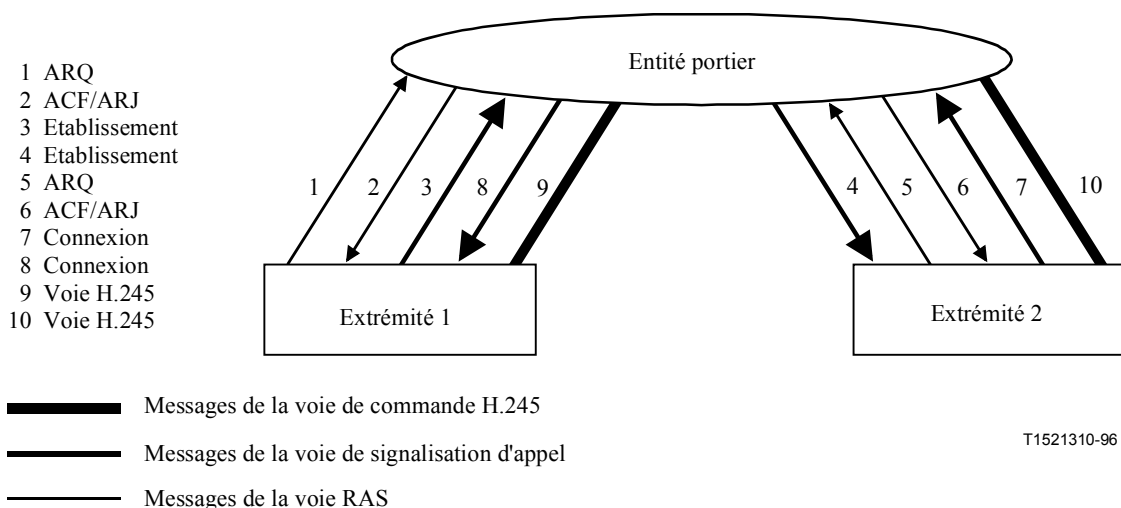 Entité portier
1 ARQ
2 ACF/ARJ
3 Etablissement
4 Etablissement
5 ARQ
6 ACF/ARJ
7 Connexion
8 Connexion
9 Voie H.245
10 Voie H.245
1 2 3 8 9 4 5 6 7 10
Extrémité 1
Extrémité 2
Messages de la voie de commande H.245
Messages de la voie de signalisation d'appel
Messages de la voie RAS
T1521310-96